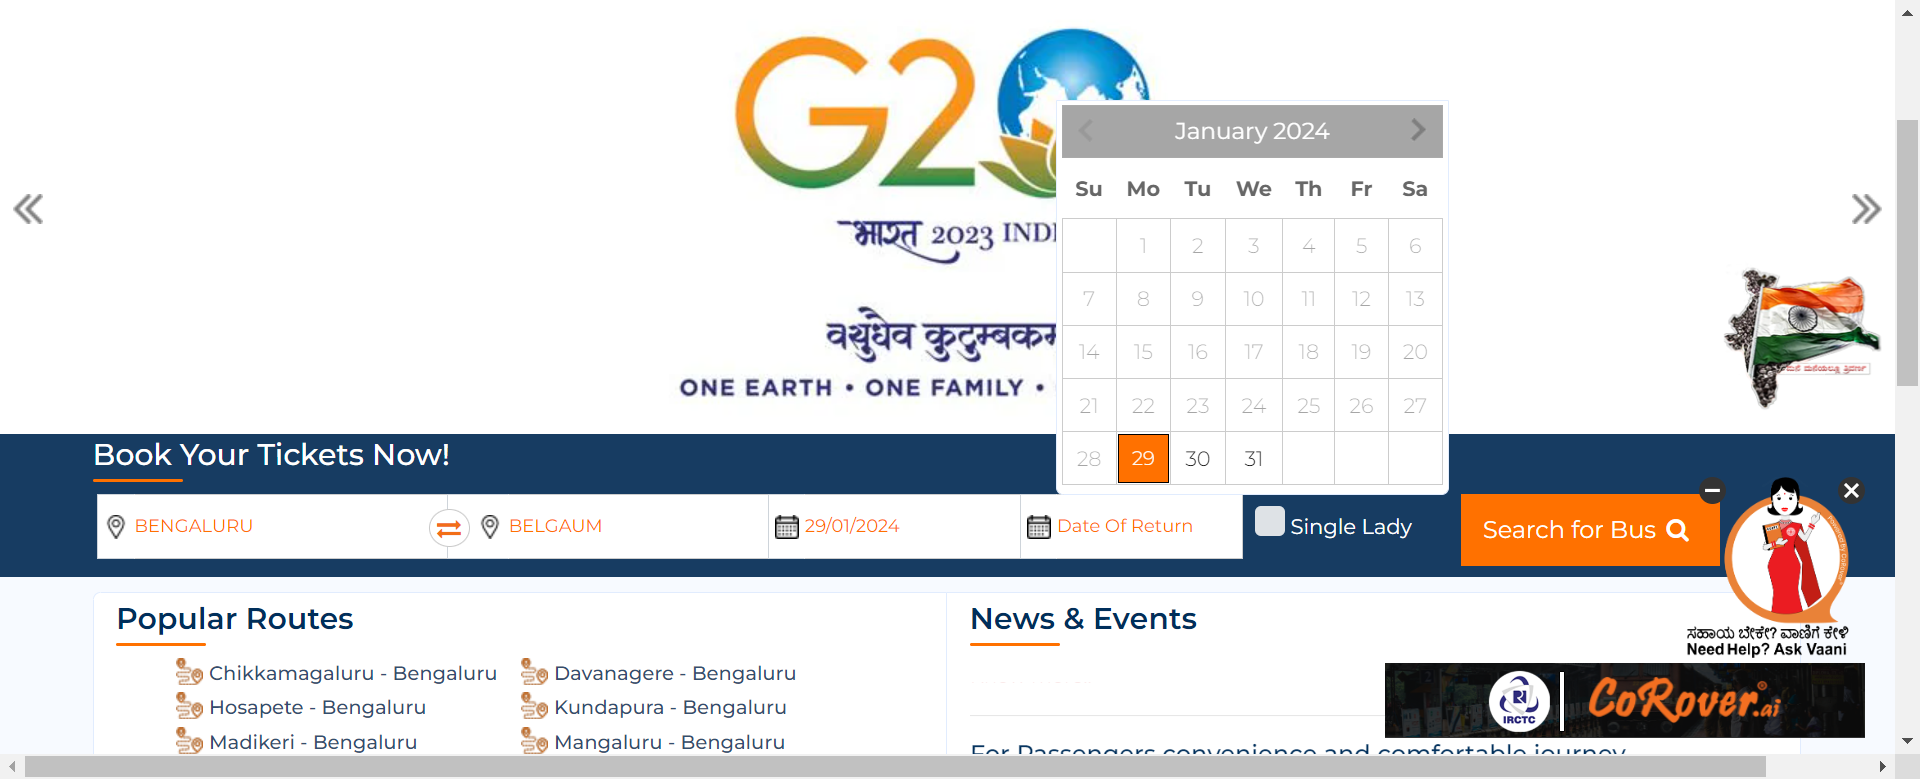 G20
भारत 2023 INDI
वसुधैव कुटुम्बकम
ONE EARTH • ONE FAMILY •
January 2024
Su Mo Tu We Th Fr Sa
1 2 3 4 5 6
7 8 9 10 11 12 13
14 15 16 17 18 19 20
21 22 23 24 25 26 27
28 29 30 31
Book Your Tickets Now!
BENGALURU
BELGAUM
29/01/2024
Date Of Return
Single Lady
Search for Bus
ಸಹಾಯ ಬೇಕೇ? ವಾಣಿಗೆ ಕೇಳಿ
Need Help? Ask Vaani
Popular Routes
Chikkamagaluru - Bengaluru
Davanagere - Bengaluru
Hosapete - Bengaluru
Kundapura - Bengaluru
Madikeri - Bengaluru
Mangaluru - Bengaluru
News & Events
For Passengers convenience and comfortable journey
IRCTC
CoRover.ai